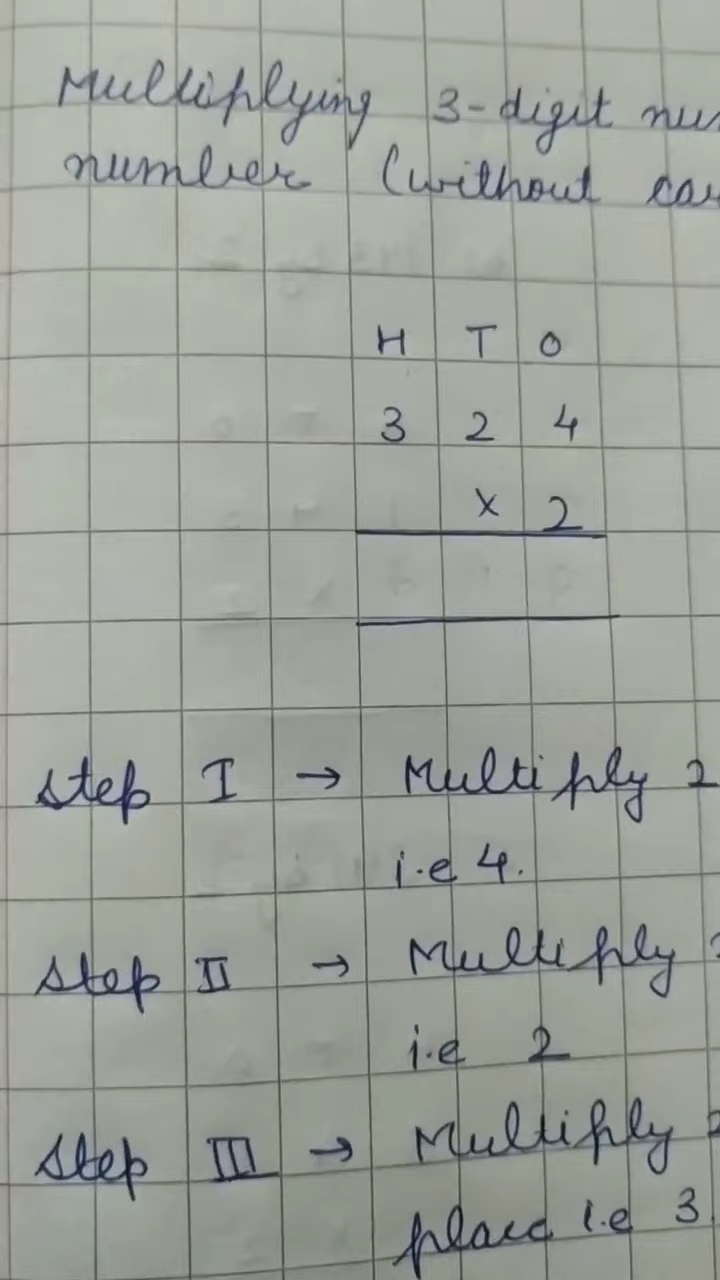 Multiplying 3-digit
number (without
H T O
3 2 4
x 2
Step I → Multiply 2
i.e 4.
Step II → Multiply
i.e 2
Step III → Multiply
place i.e 3